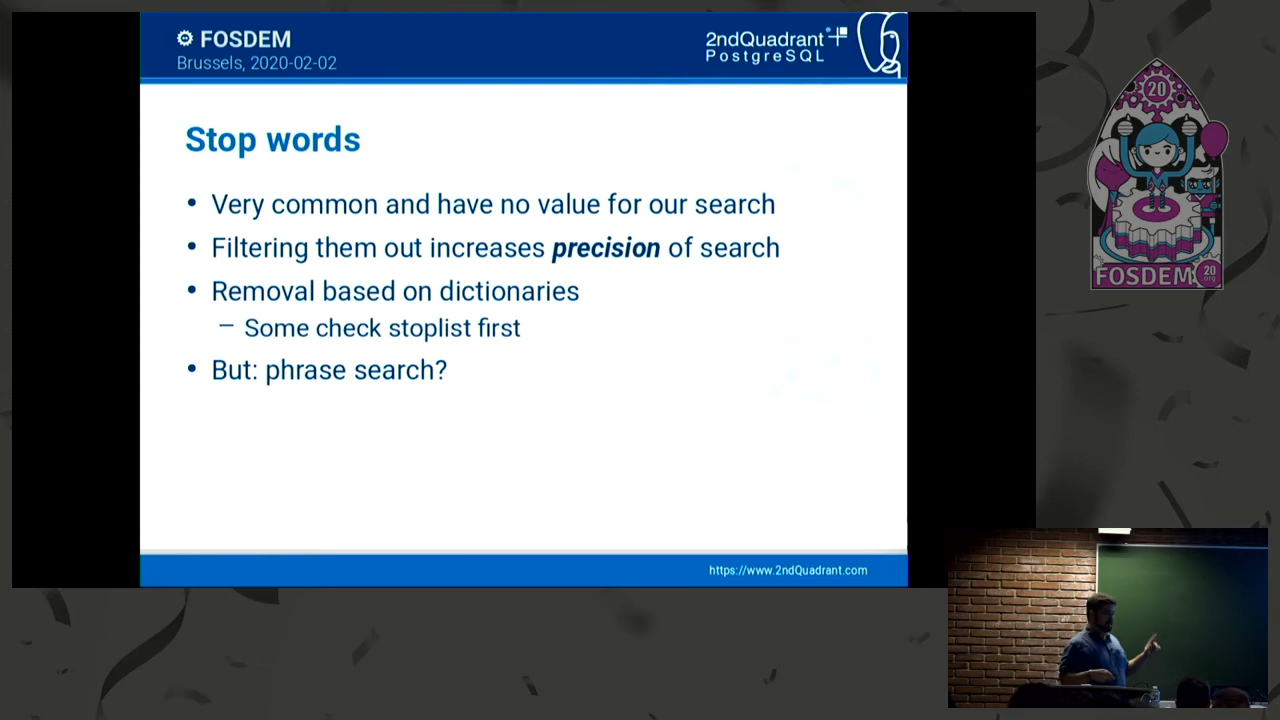 FOSDEM
Brussels, 2020-02-02
2ndQuadrant
PostgreSQL
Stop words
• Very common and have no value for our search
• Filtering them out increases precision of search
• Removal based on dictionaries
– Some check stoplist first
• But: phrase search?
https://www.2ndQuadrant.com
20
FOSDEM
20
.org